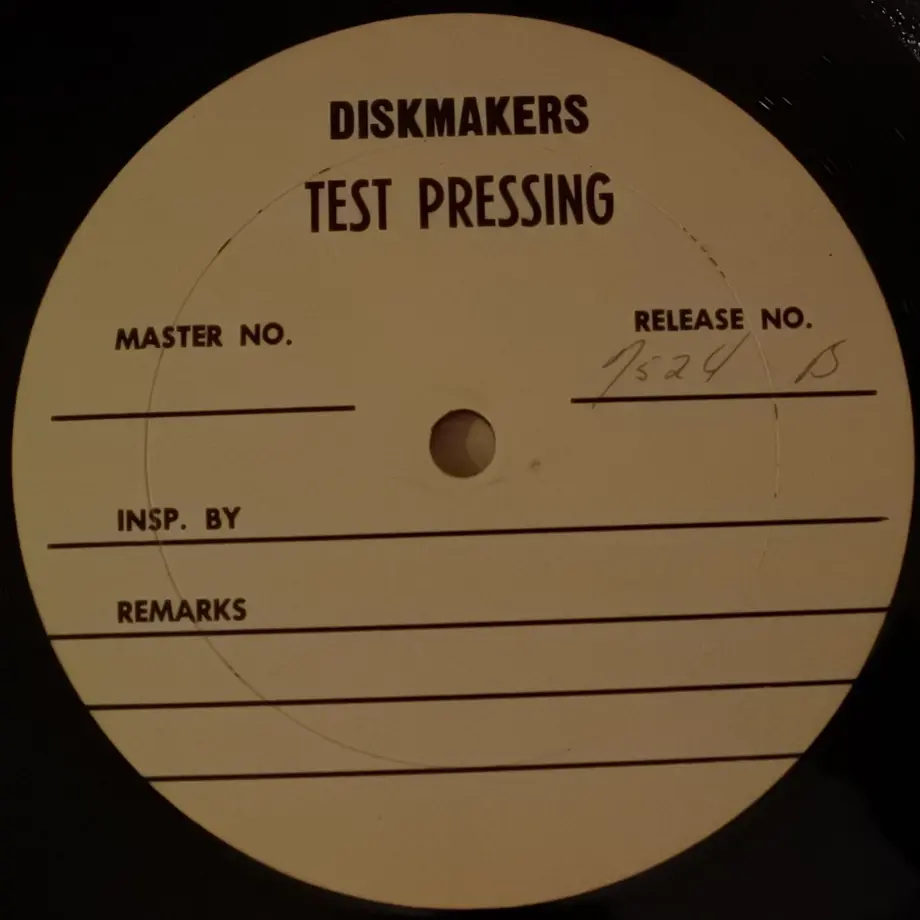 DISKMAKERS
TEST PRESSING
MASTER NO.
RELEASE NO.
7524 B
INSP. BY
REMARKS